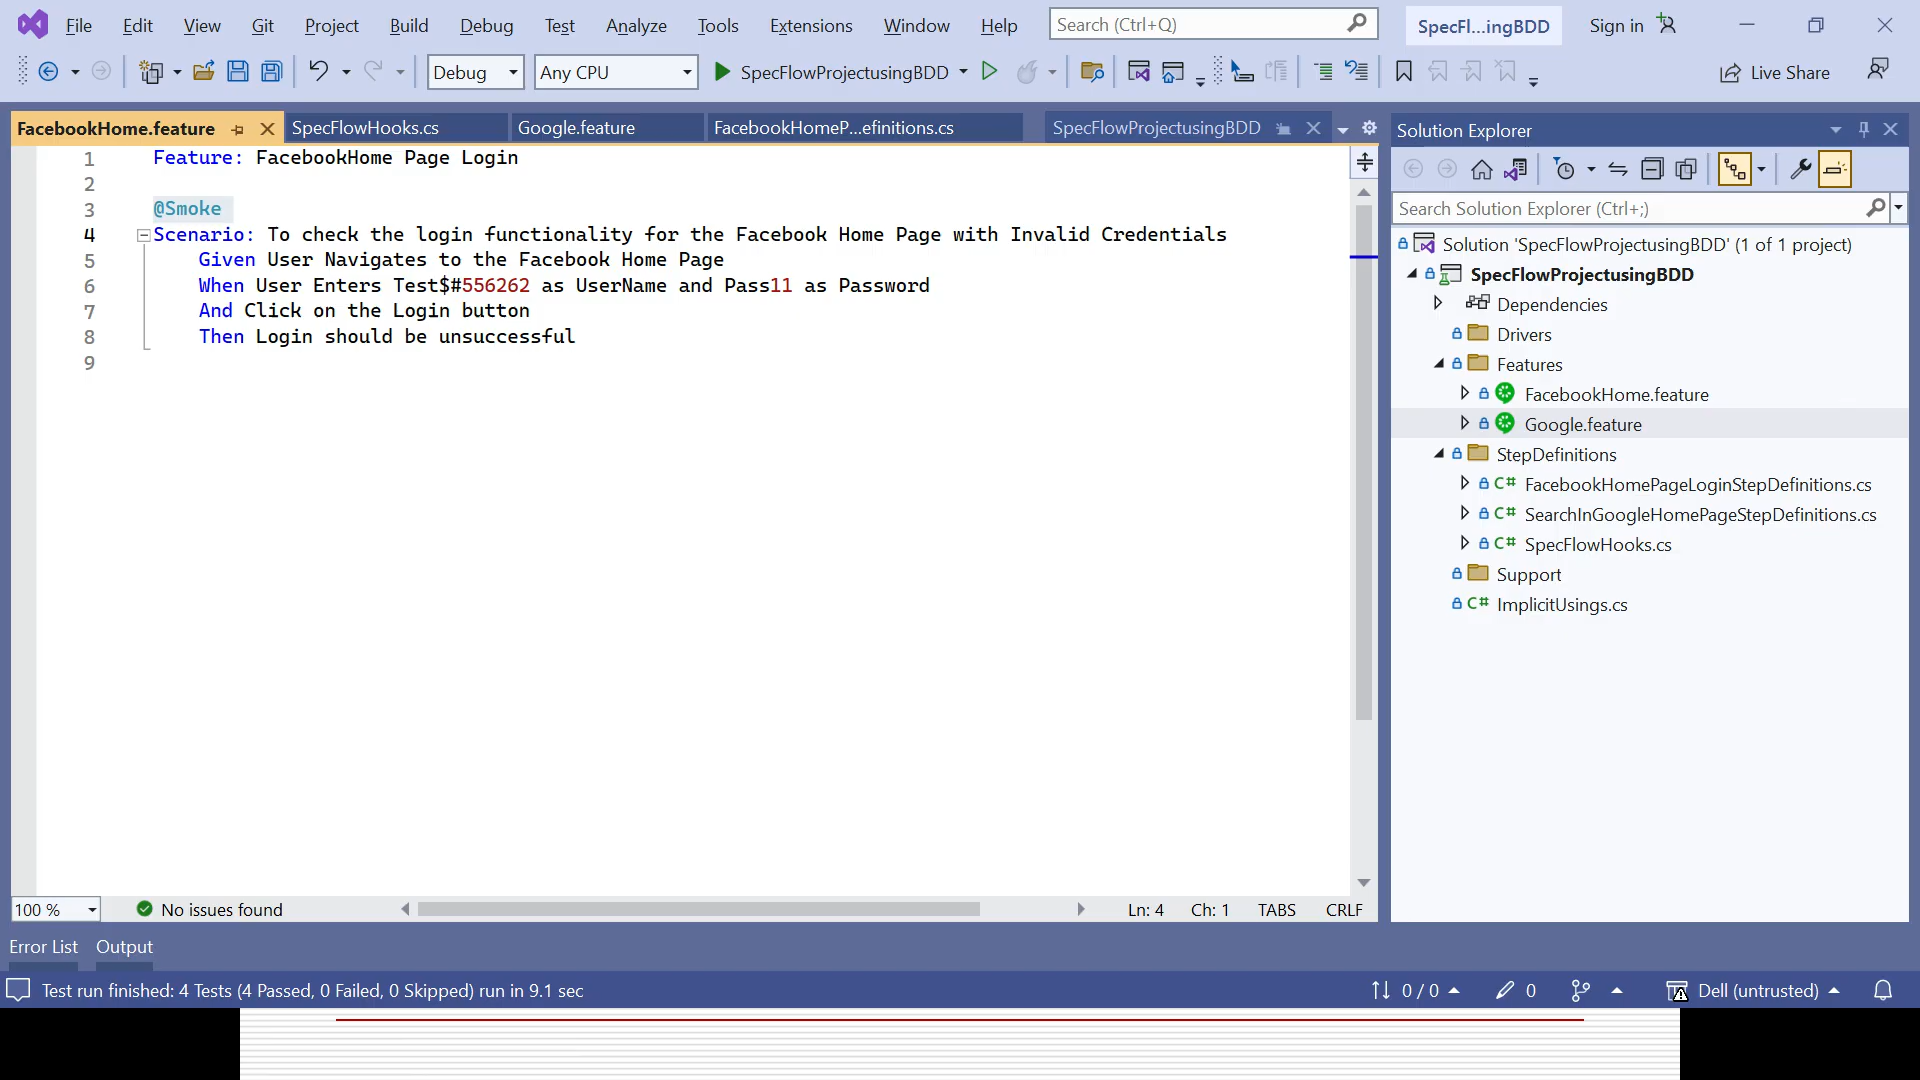 File Edit View Git Project Build Debug Test Analyze Tools Extensions Window Help Search (Ctrl+Q) SpecFl...ingBDD Sign in
Debug Any CPU SpecFlowProjectusingBDD Live Share
FacebookHome.feature SpecFlowHooks.cs Google.feature FacebookHomeP...efinitions.cs SpecFlowProjectusingBDD
1 Feature: FacebookHome Page Login
2
3 @Smoke
4 Scenario: To check the login functionality for the Facebook Home Page with Invalid Credentials
5 Given User Navigates to the Facebook Home Page
6 When User Enters Test$#556262 as UserName and Pass11 as Password
7 And Click on the Login button
8 Then Login should be unsuccessful
9
100 % No issues found Ln: 4 Ch: 1 TABS CRLF
Solution Explorer
Search Solution Explorer (Ctrl+;)
Solution 'SpecFlowProjectusingBDD' (1 of 1 project)
SpecFlowProjectusingBDD
Dependencies
Drivers
Features
FacebookHome.feature
Google.feature
StepDefinitions
C# FacebookHomePageLoginStepDefinitions.cs
C# SearchInGoogleHomePageStepDefinitions.cs
C# SpecFlowHooks.cs
Support
C# ImplicitUsings.cs
Error List Output
Test run finished: 4 Tests (4 Passed, 0 Failed, 0 Skipped) run in 9.1 sec 0 / 0 0 Dell (untrusted)